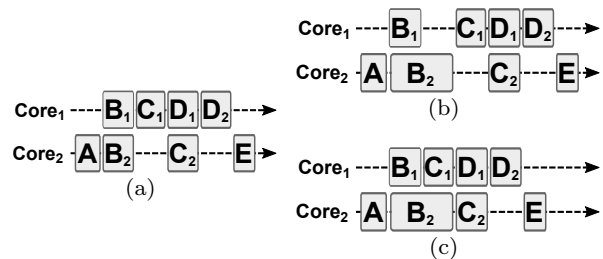 Core₁ B₁ C₁ D₁ D₂
Core₂ A B₂ C₂ E
(a)
Core₁ B₁ C₁ D₁ D₂
Core₂ A B₂ C₂ E
(b)
Core₁ B₁ C₁ D₁ D₂
Core₂ A B₂ C₂ E
(c)